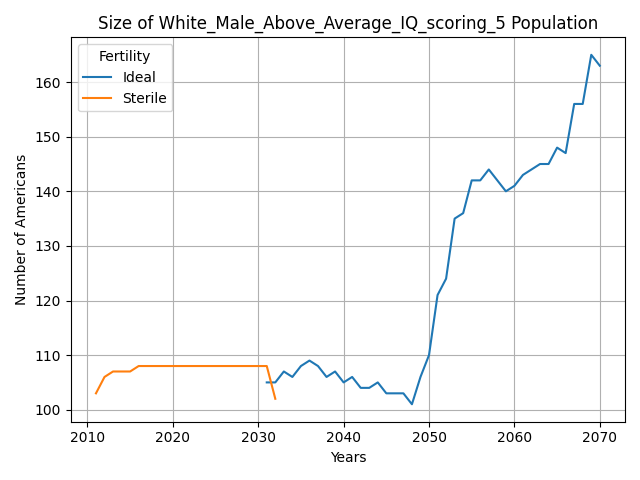 Size of White_Male_Above_Average_IQ_scoring_5 Population
Fertility
Ideal
Sterile
160
150
140
130
120
110
100
Number of Americans
2010 2020 2030 2040 2050 2060 2070
Years